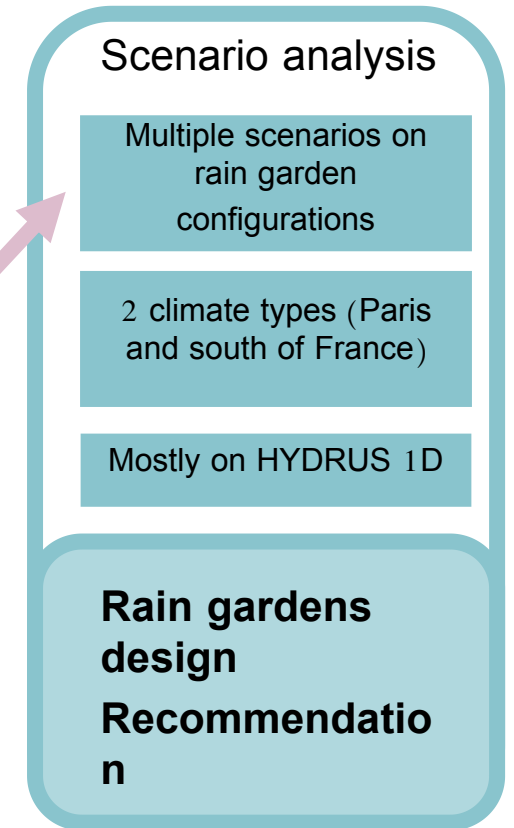 Scenario analysis
Multiple scenarios on
rain garden
configurations
2 climate types (Paris
and south of France)
Mostly on HYDRUS 1D
Rain gardens
design
Recommendatio
n